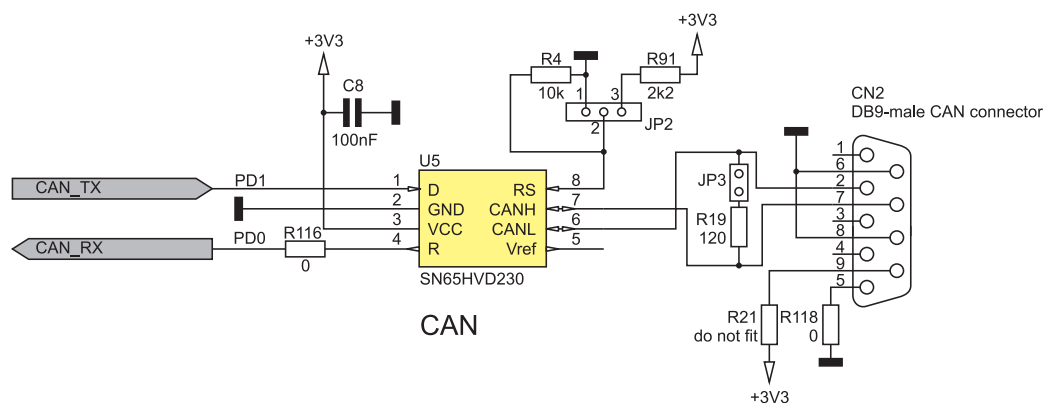 +3V3
+3V3
R4
R91
10k
2k2
C8
100nF
1
3
2
JP2
CN2
DB9-male CAN connector
U5
CAN_TX
PD1
1
D
RS
8
2
GND
CANH
7
3
VCC
CANL
6
CAN_RX
PD0
R116
0
4
R
Vref
5
SN65HVD230
JP3
R19
120
1
6
2
7
3
8
4
9
5
CAN
R21
do not fit
R118
0
+3V3